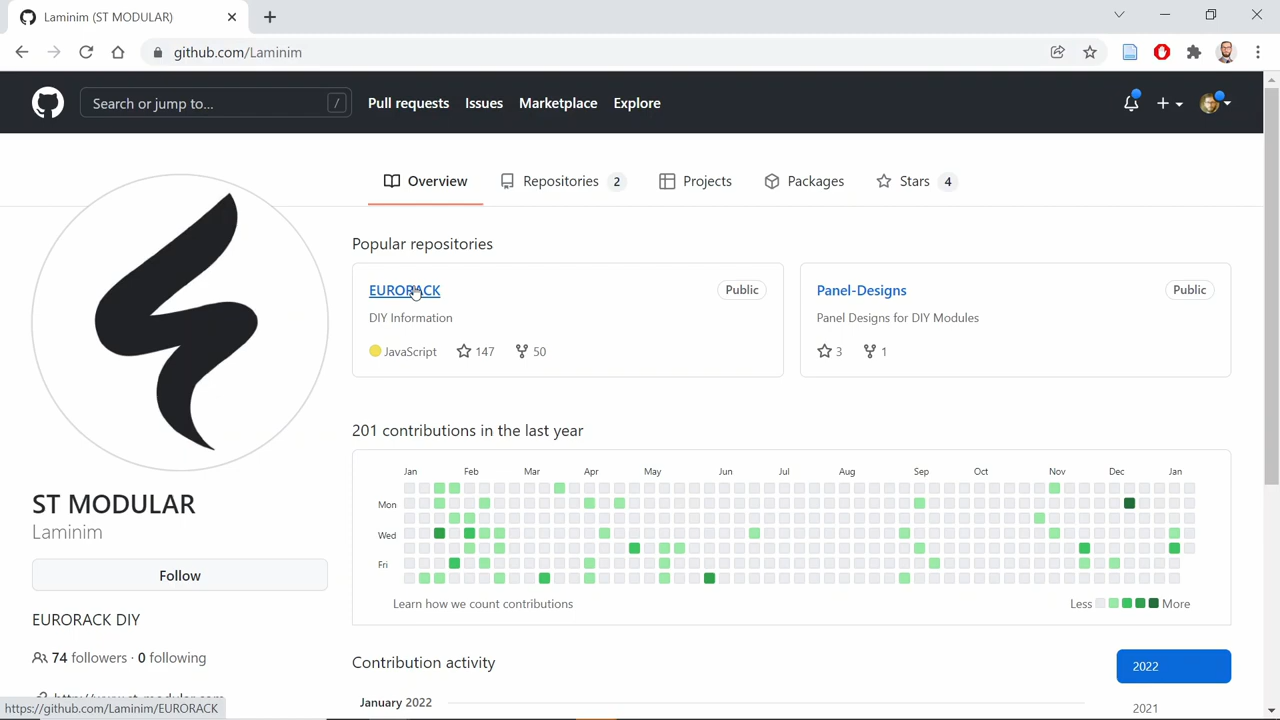 Laminim (ST MODULAR)
github.com/Laminim
Search or jump to...
/
Pull requests
Issues
Marketplace
Explore
Overview
Repositories 2
Projects
Packages
Stars 4
Popular repositories
EURORACK
Public
DIY Information
JavaScript
147
50
Panel-Designs
Public
Panel Designs for DIY Modules
3
1
201 contributions in the last year
Jan Feb Mar Apr May Jun Jul Aug Sep Oct Nov Dec Jan
Mon
Wed
Fri
Learn how we count contributions
Less
More
ST MODULAR
Laminim
Follow
EURORACK DIY
74 followers · 0 following
Contribution activity
2022
January 2022
2021
https://github.com/Laminim/EURORACK